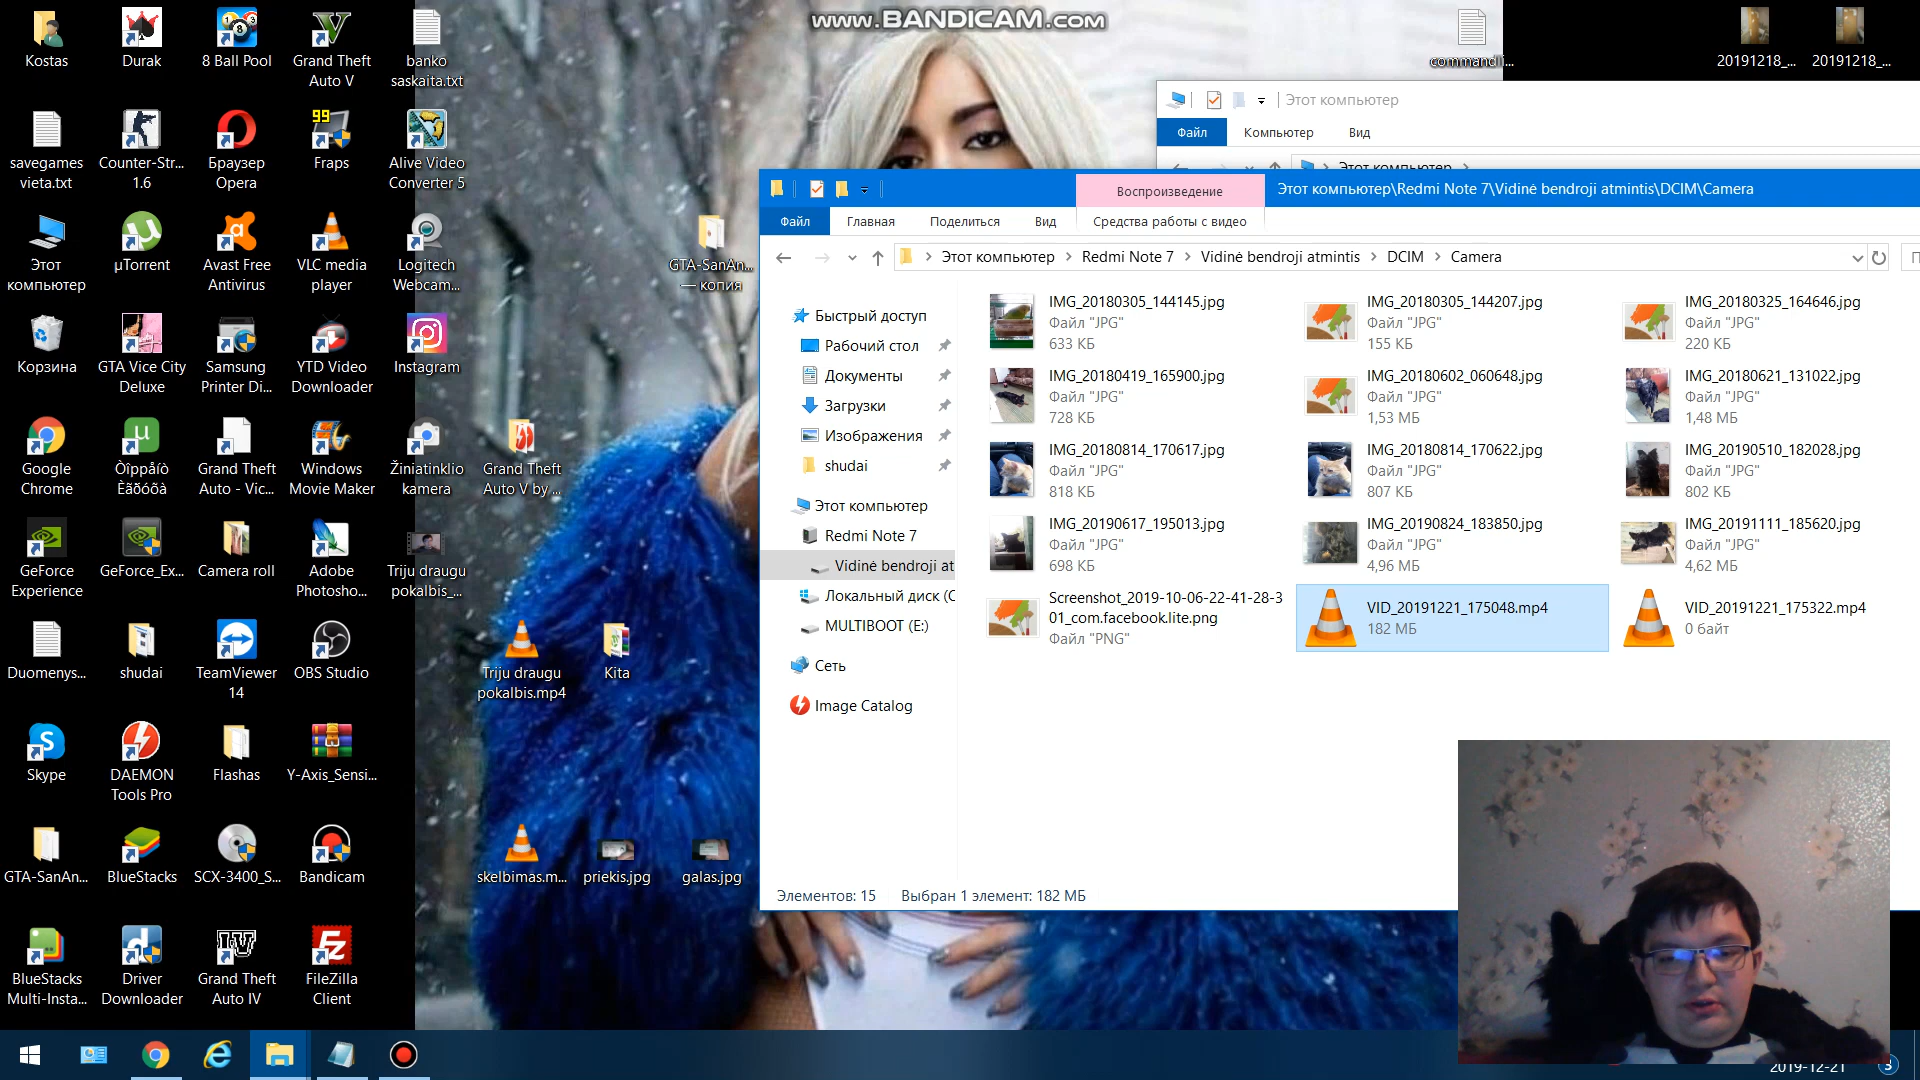 www.BANDICAM.com
Kostas
Durak
8 Ball Pool
Grand Theft
Auto V
banko
saskaita.txt
commandli...
20191218_...
20191218_...
savegames
vieta.txt
Counter-Str...
1.6
Браузер
Opera
99
Fraps
Alive Video
Converter 5
Этот
компьютер
µTorrent
Avast Free
Antivirus
VLC media
player
Logitech
Webcam...
GTA-SanAn...
— копия
Корзина
GTA Vice City
Deluxe
Samsung
Printer Di...
YTD Video
Downloader
Instagram
Google
Chrome
Òîррåíò
Èãðóõà
Grand Theft
Auto - Vic...
Windows
Movie Maker
Žiniatinklio
kamera
Grand Theft
Auto V by ...
GeForce
Experience
GeForce_Ex...
Camera roll
Adobe
Photosho...
Triju draugu
pokalbis_...
Duomenys...
shudai
TeamViewer
14
OBS Studio
Triju draugu
pokalbis.mp4
Kita
Skype
DAEMON
Tools Pro
Flashas
Y-Axis_Sensi...
GTA-SanAn...
BlueStacks
SCX-3400_S...
Bandicam
skelbimas.m...
priekis.jpg
galas.jpg
BlueStacks
Multi-Insta...
Driver
Downloader
Grand Theft
Auto IV
FileZilla
Client
Этот компьютер
Файл
Компьютер
Вид
Этот компьютер
Воспроизведение
Этот компьютер\Redmi Note 7\Vidinė bendroji atmintis\DCIM\Camera
Файл
Главная
Поделиться
Вид
Средства работы с видео
Этот компьютер
Redmi Note 7
Vidinė bendroji atmintis
DCIM
Camera
Быстрый доступ
Рабочий стол
Документы
Загрузки
Изображения
shudai
Этот компьютер
Redmi Note 7
Vidinė bendroji at
Локальный диск (C
MULTIBOOT (E:)
Сеть
Image Catalog
IMG_20180305_144145.jpg
Файл "JPG"
633 КБ
IMG_20180305_144207.jpg
Файл "JPG"
155 КБ
IMG_20180325_164646.jpg
Файл "JPG"
220 КБ
IMG_20180419_165900.jpg
Файл "JPG"
728 КБ
IMG_20180602_060648.jpg
Файл "JPG"
1,53 МБ
IMG_20180621_131022.jpg
Файл "JPG"
1,48 МБ
IMG_20180814_170617.jpg
Файл "JPG"
818 КБ
IMG_20180814_170622.jpg
Файл "JPG"
807 КБ
IMG_20190510_182028.jpg
Файл "JPG"
802 КБ
IMG_20190617_195013.jpg
Файл "JPG"
698 КБ
IMG_20190824_183850.jpg
Файл "JPG"
4,96 МБ
IMG_20191111_185620.jpg
Файл "JPG"
4,62 МБ
Screenshot_2019-10-06-22-41-28-3
01_com.facebook.lite.png
Файл "PNG"
VID_20191221_175048.mp4
182 МБ
VID_20191221_175322.mp4
0 байт
Элементов: 15
Выбран 1 элемент: 182 МБ
2019-12-21
3